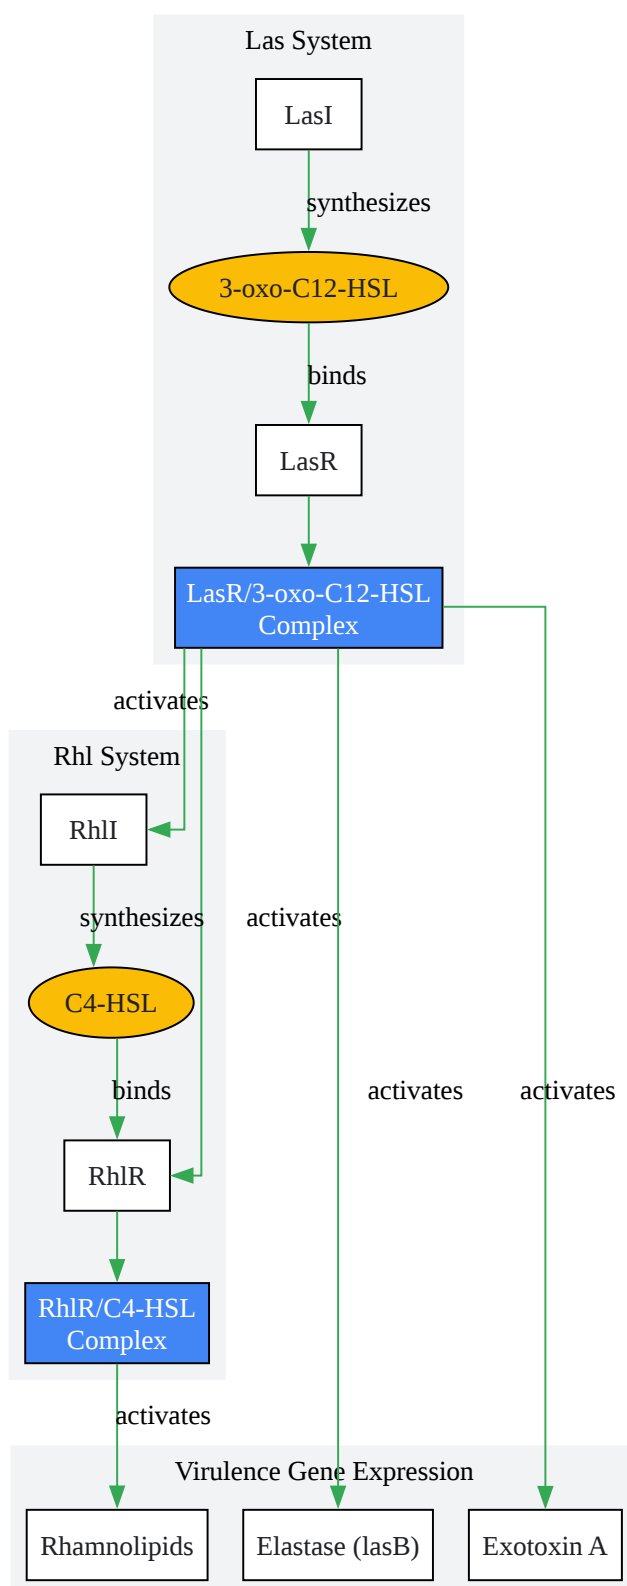 Las System
LasI
synthesizes
3-oxo-C12-HSL
binds
LasR
LasR/3-oxo-C12-HSL
Complex
activates
Rhl System
RhlI
synthesizes
activates
C4-HSL
binds
activates
activates
RhlR
RhlR/C4-HSL
Complex
activates
Virulence Gene Expression
Rhamnolipids
Elastase (lasB)
Exotoxin A